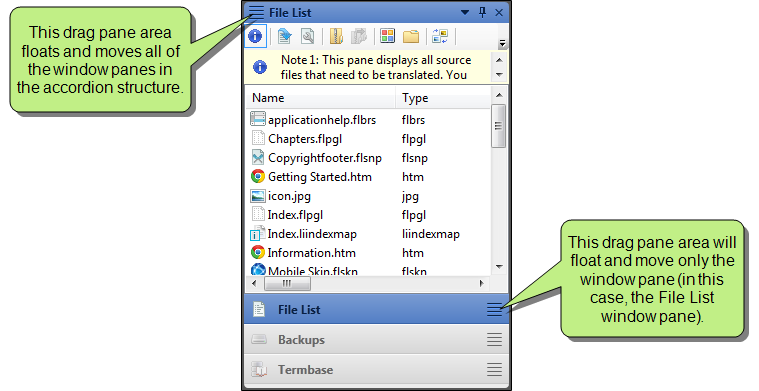 This drag pane area
floats and moves all of
the window panes in
the accordion structure.
File List
Note 1: This pane displays all source
files that need to be translated. You
Name Type
applicationhelp.flbrs flbrs
Chapters.flpgl flpgl
Copyrightfooter.flsnp flsnp
Getting Started.htm htm
icon.jpg jpg
Index.flpgl flpgl
Index.liindexmap liindexmap
Information.htm htm
Mobile Skin.flskn flskn
This drag pane area will
float and move only the
window pane (in this
case, the File List
window pane).
File List
Backups
Termbase